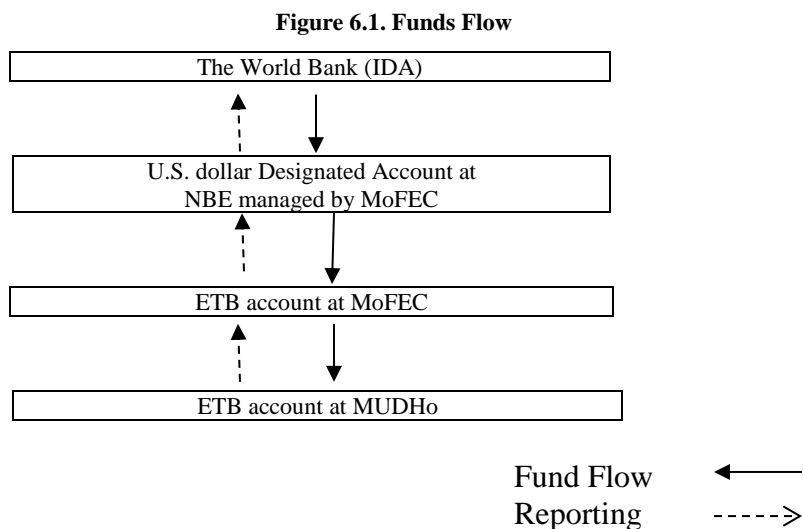 Figure 6.1. Funds Flow
The World Bank (IDA)
U.S. dollar Designated Account at
NBE managed by MoFEC
ETB account at MoFEC
ETB account at MUDHo
Fund Flow
Reporting